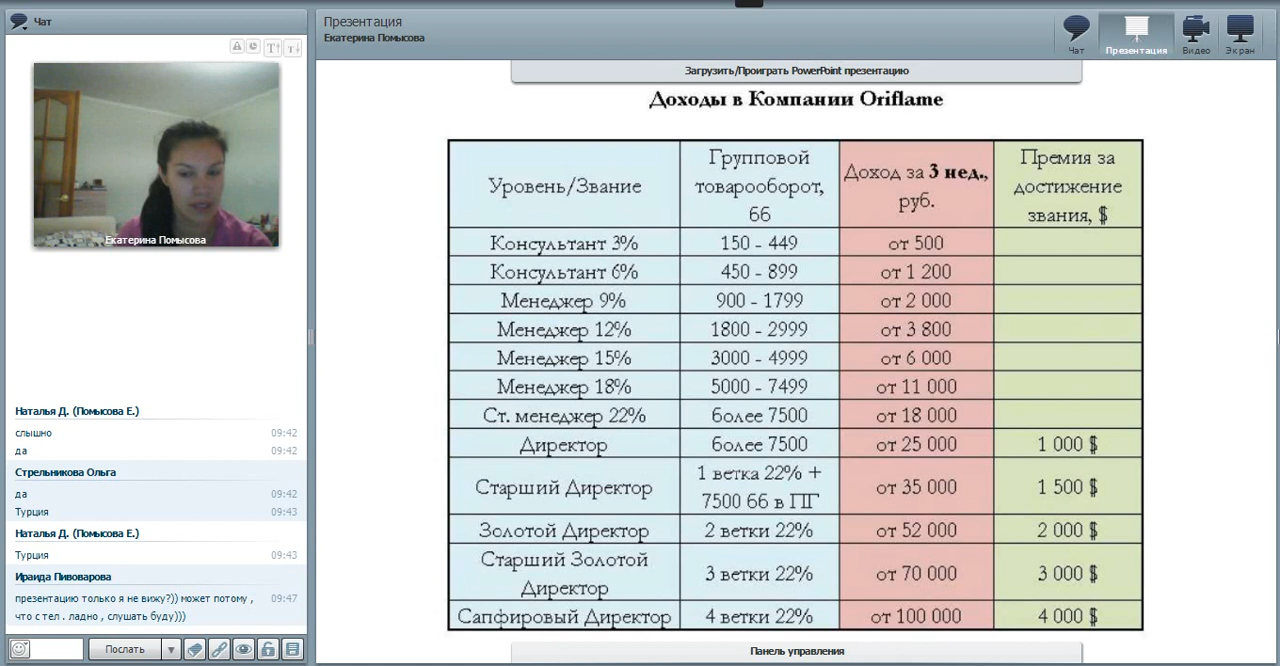 Чат
Екатерина Помысова
Наталья Д. (Помысова Е.)
слышно 09:42
да 09:42
Стрельникова Ольга
да 09:42
Турция 09:43
Наталья Д. (Помысова Е.)
Турция 09:43
Ираида Пивоварова
презентацию только я не вижу?)) может потому , 09:47
что с тел . ладно , слушать буду)))
Послать
Презентация
Екатерина Помысова
Чат Презентация Видео Экран
Загрузить/Проиграть PowerPoint презентацию
Доходы в Компании Oriflame
Уровень/Звание
Групповой
товарооборот,
бб
Доход за 3 нед.,
руб.
Премия за
достижение
звания, $
Консультант 3% 150 - 449 от 500
Консультант 6% 450 - 899 от 1 200
Менеджер 9% 900 - 1799 от 2 000
Менеджер 12% 1800 - 2999 от 3 800
Менеджер 15% 3000 - 4999 от 6 000
Менеджер 18% 5000 - 7499 от 11 000
Ст. менеджер 22% более 7500 от 18 000
Директор более 7500 от 25 000 1 000 $
Старший Директор
1 ветка 22% +
7500 бб в ПГ
от 35 000 1 500 $
Золотой Директор 2 ветки 22% от 52 000 2 000 $
Старший Золотой
Директор
3 ветки 22% от 70 000 3 000 $
Сапфировый Директор 4 ветки 22% от 100 000 4 000 $
Панель управления